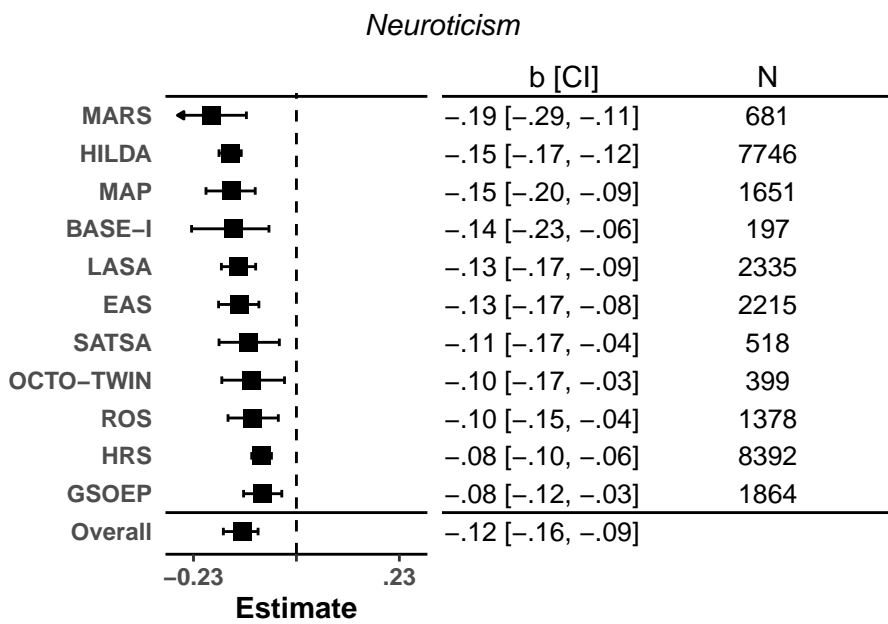 Neuroticism
b [CI] N
MARS −.19 [−.29, −.11] 681
HILDA −.15 [−.17, −.12] 7746
MAP −.15 [−.20, −.09] 1651
BASE−I −.14 [−.23, −.06] 197
LASA −.13 [−.17, −.09] 2335
EAS −.13 [−.17, −.08] 2215
SATSA −.11 [−.17, −.04] 518
OCTO−TWIN −.10 [−.17, −.03] 399
ROS −.10 [−.15, −.04] 1378
HRS −.08 [−.10, −.06] 8392
GSOEP −.08 [−.12, −.03] 1864
Overall −.12 [−.16, −.09]
−0.23 .23
Estimate